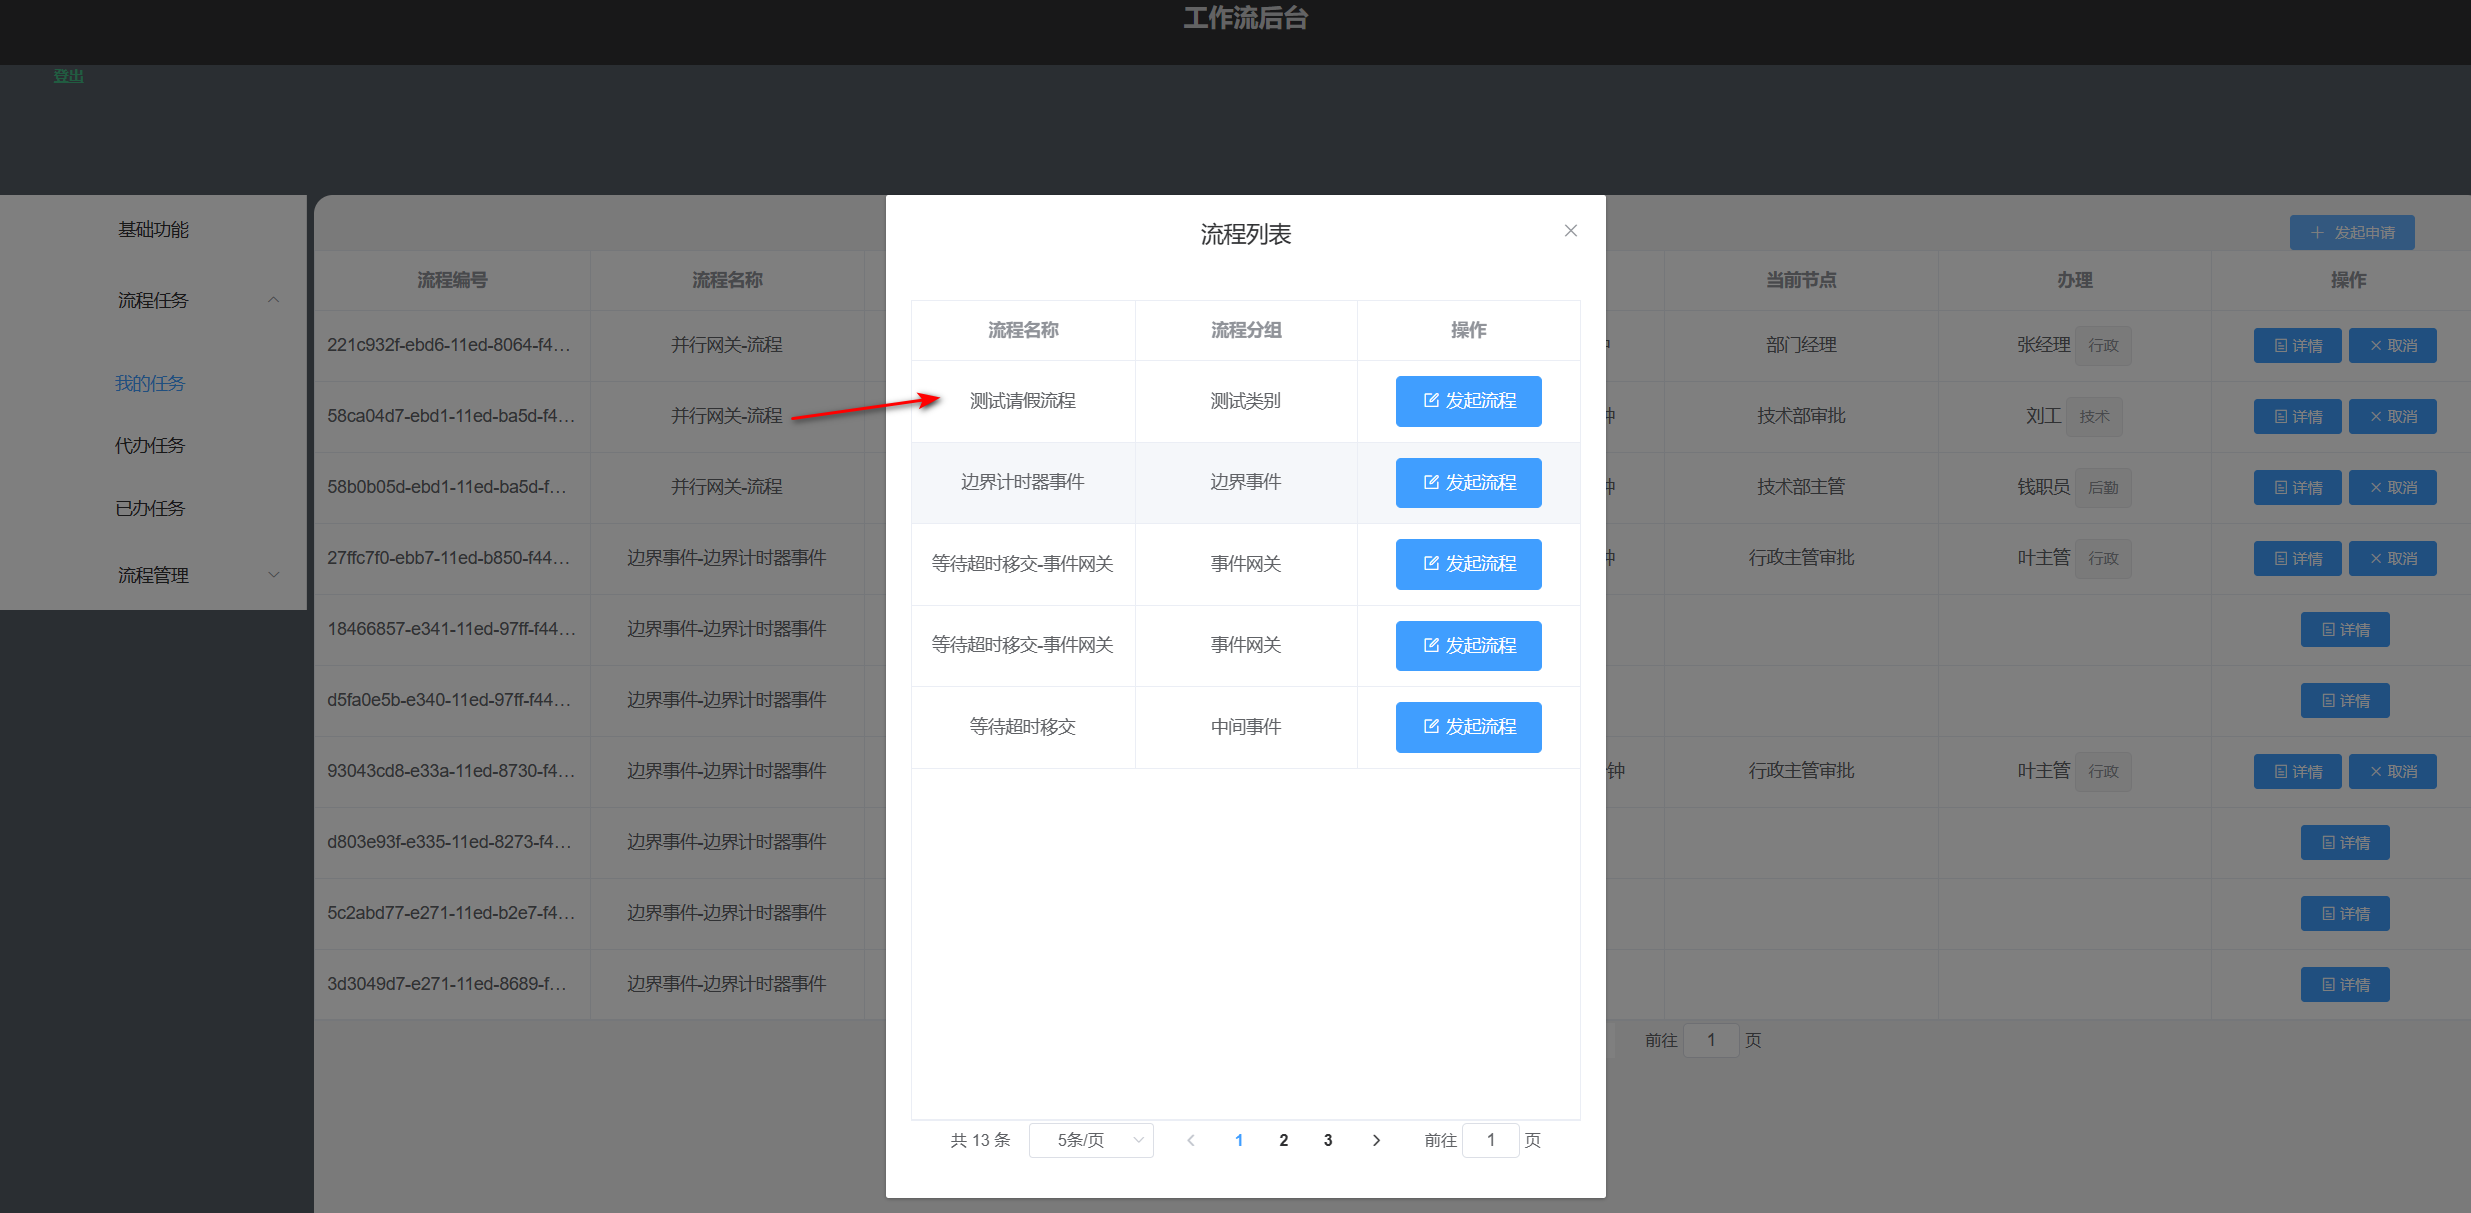 工作流后台
登出
基础功能
流程任务
我的任务
代办任务
已办任务
流程管理
发起申请
流程编号 流程名称 当前节点 办理 操作
221c932f-ebd6-11ed-8064-f4... 并行网关-流程 部门经理 张经理 行政 详情 取消
58ca04d7-ebd1-11ed-ba5d-f4... 并行网关-流程 钟 技术部审批 刘工 技术 详情 取消
58b0b05d-ebd1-11ed-ba5d-f... 并行网关-流程 钟 技术部主管 钱职员 后勤 详情 取消
27ffc7f0-ebb7-11ed-b850-f44... 边界事件-边界计时器事件 钟 行政主管审批 叶主管 行政 详情 取消
18466857-e341-11ed-97ff-f44... 边界事件-边界计时器事件 详情
d5fa0e5b-e340-11ed-97ff-f44... 边界事件-边界计时器事件 详情
93043cd8-e33a-11ed-8730-f4... 边界事件-边界计时器事件 钟 行政主管审批 叶主管 行政 详情 取消
d803e93f-e335-11ed-8273-f4... 边界事件-边界计时器事件 详情
5c2abd77-e271-11ed-b2e7-f4... 边界事件-边界计时器事件 详情
3d3049d7-e271-11ed-8689-f... 边界事件-边界计时器事件 详情
前往 1 页
流程列表
流程名称 流程分组 操作
测试请假流程 测试类别 发起流程
边界计时器事件 边界事件 发起流程
等待超时移交-事件网关 事件网关 发起流程
等待超时移交-事件网关 事件网关 发起流程
等待超时移交 中间事件 发起流程
共 13 条 5条/页 1 2 3 前往 1 页